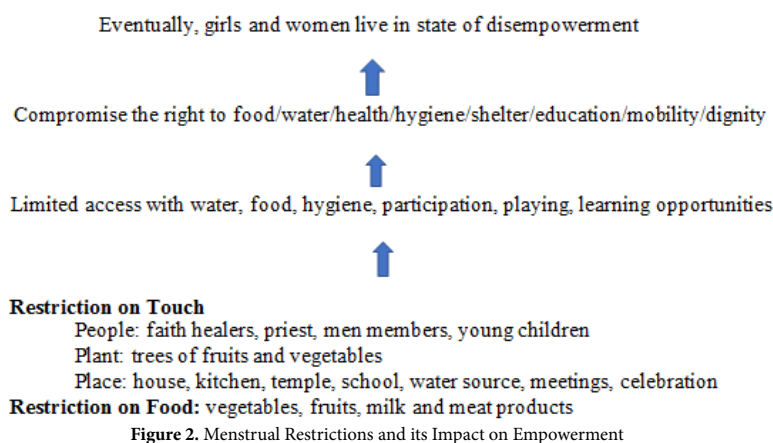 Eventually, girls and women live in state of disempowerment
Compromise the right to food/water/health/hygiene/shelter/education/mobility/dignity
Limited access with water, food, hygiene, participation, playing, learning opportunities
Restriction on Touch
People: faith healers, priest, men members, young children
Plant: trees of fruits and vegetables
Place: house, kitchen, temple, school, water source, meetings, celebration
Restriction on Food: vegetables, fruits, milk and meat products
Figure 2. Menstrual Restrictions and its Impact on Empowerment